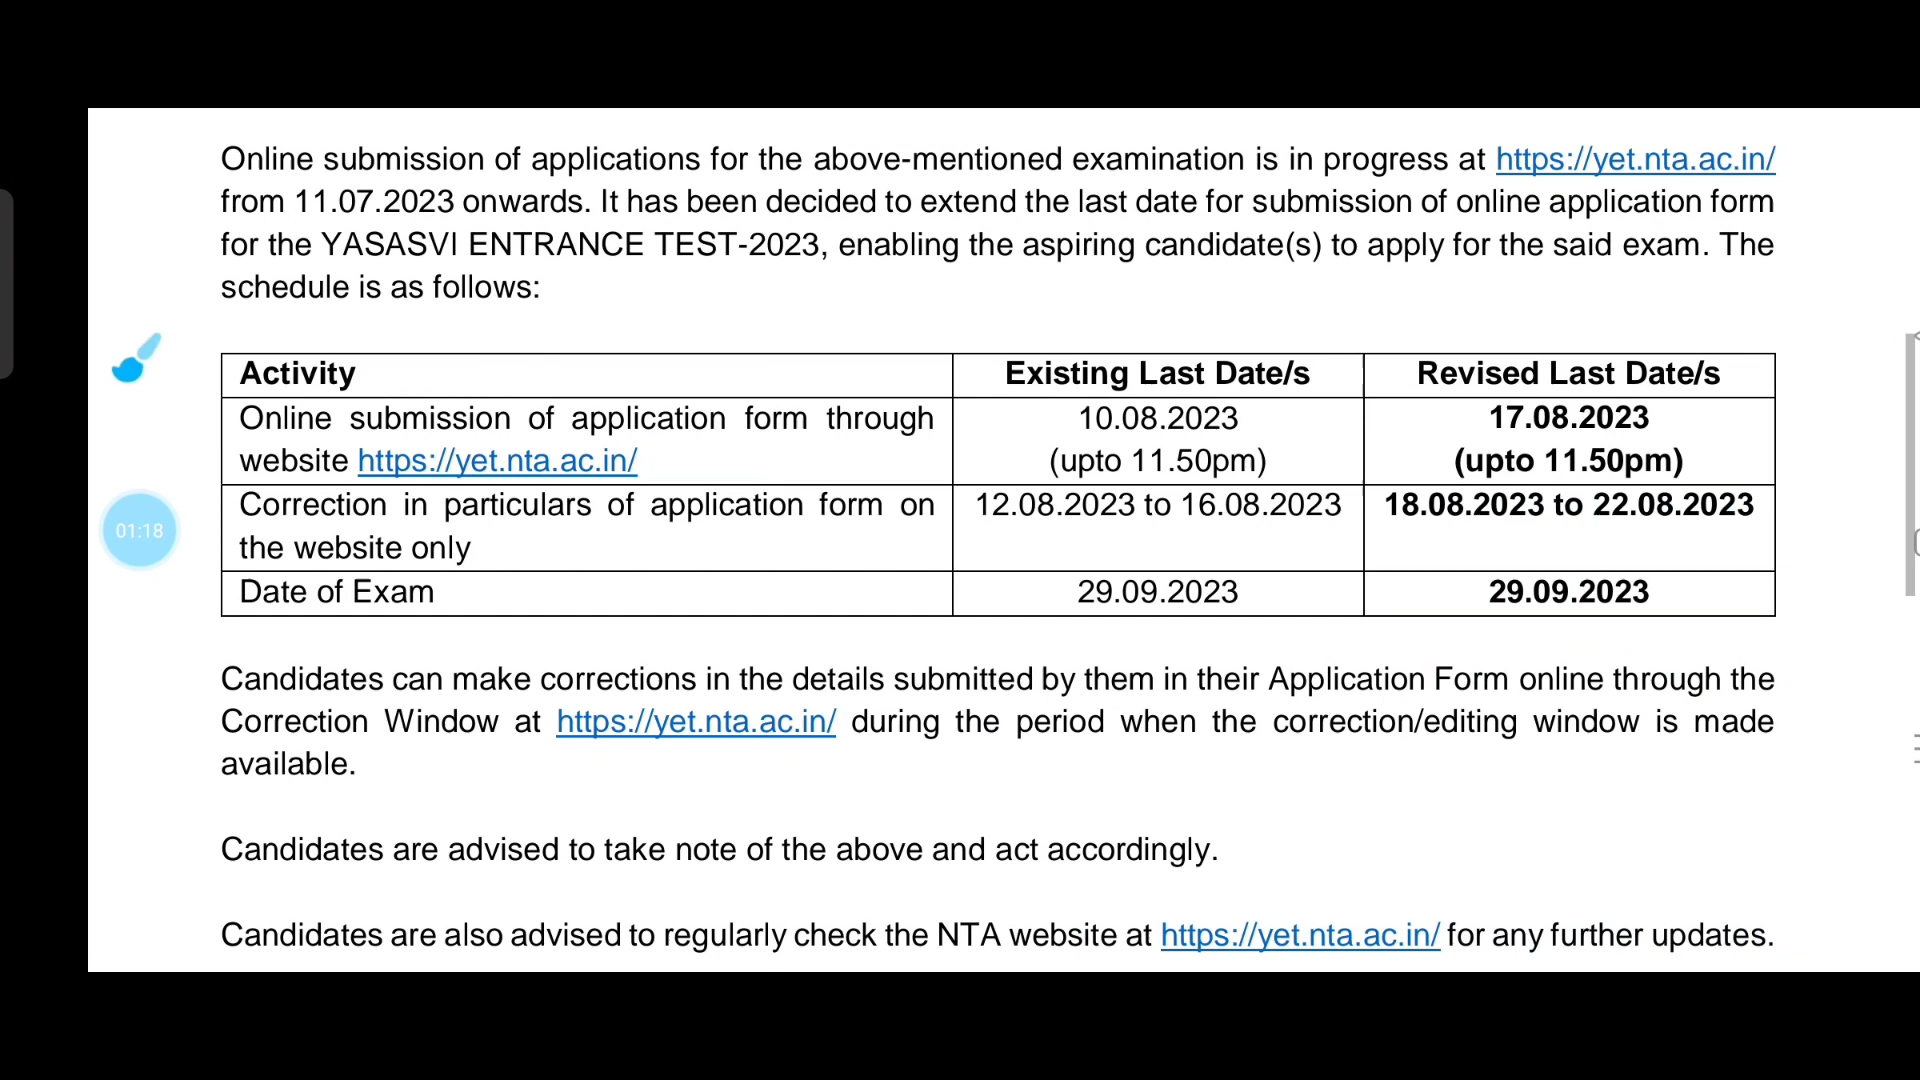 Online submission of applications for the above-mentioned examination is in progress at https://yet.nta.ac.in/
from 11.07.2023 onwards. It has been decided to extend the last date for submission of online application form
for the YASASVI ENTRANCE TEST-2023, enabling the aspiring candidate(s) to apply for the said exam. The
schedule is as follows:
Activity Existing Last Date/s Revised Last Date/s
Online submission of application form through 10.08.2023 17.08.2023
website https://yet.nta.ac.in/ (upto 11.50pm) (upto 11.50pm)
Correction in particulars of application form on 12.08.2023 to 16.08.2023 18.08.2023 to 22.08.2023
01:18
the website only
Date of Exam 29.09.2023 29.09.2023
Candidates can make corrections in the details submitted by them in their Application Form online through the
Correction Window at https://yet.nta.ac.in/ during the period when the correction/editing window is made
available.
Candidates are advised to take note of the above and act accordingly.
Candidates are also advised to regularly check the NTA website at https://yet.nta.ac.in/ for any further updates.